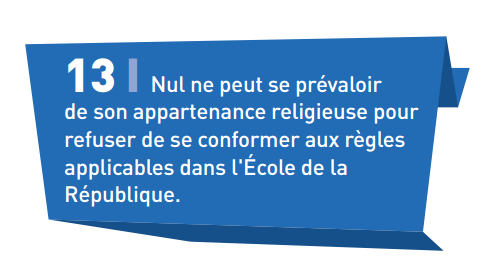 13 | Nul ne peut se prévaloir
de son appartenance religieuse pour
refuser de se conformer aux règles
applicables dans l'École de la
République.